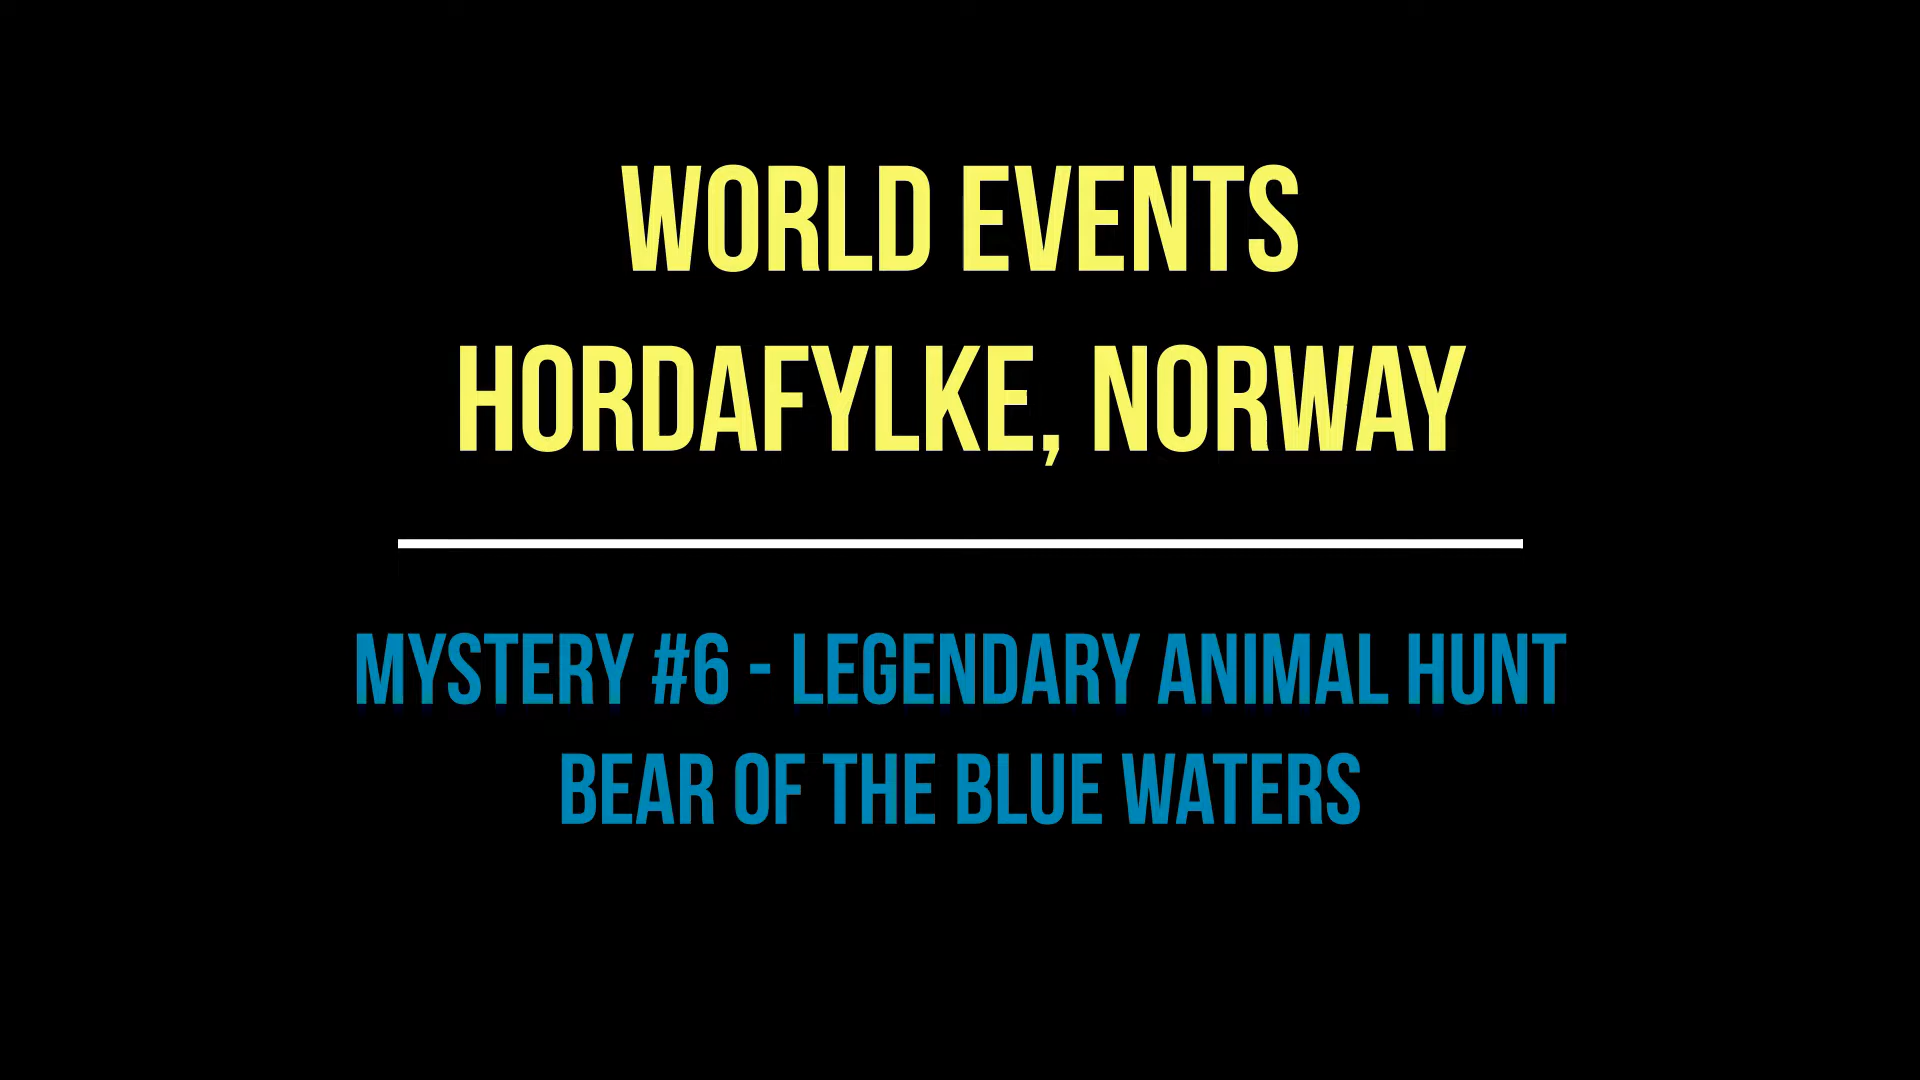 WORLD EVENTS
HORDAFYLKE, NORWAY
MYSTERY #6 - LEGENDARY ANIMAL HUNT
BEAR OF THE BLUE WATERS